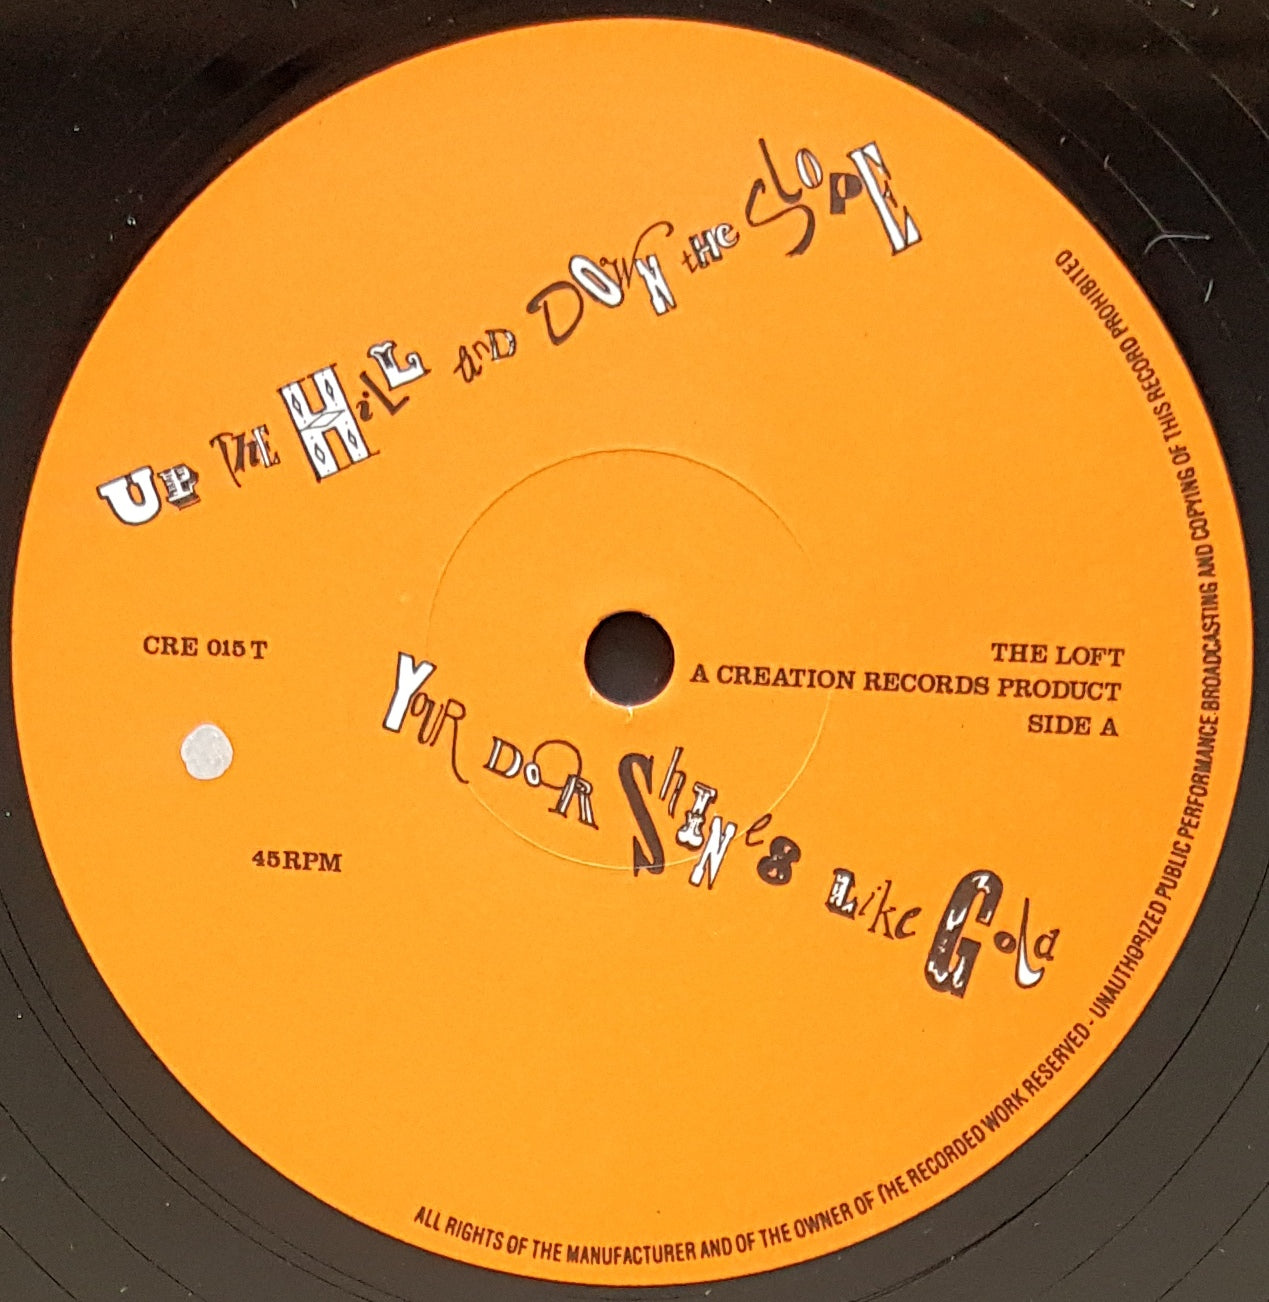 Up The HiLL anD DOWN tHe SLOPE
CRE 015 T
THE LOFT
A CREATION RECORDS PRODUCT
SIDE A
YOUR DOOR ShINes Like Gold
45RPM
ALL RIGHTS OF THE MANUFACTURER AND OF THE OWNER OF THE RECORDED WORK RESERVED - UNAUTHORIZED PUBLIC PERFORMANCE BROADCASTING AND COPYING OF THIS RECORD PROHIBITED